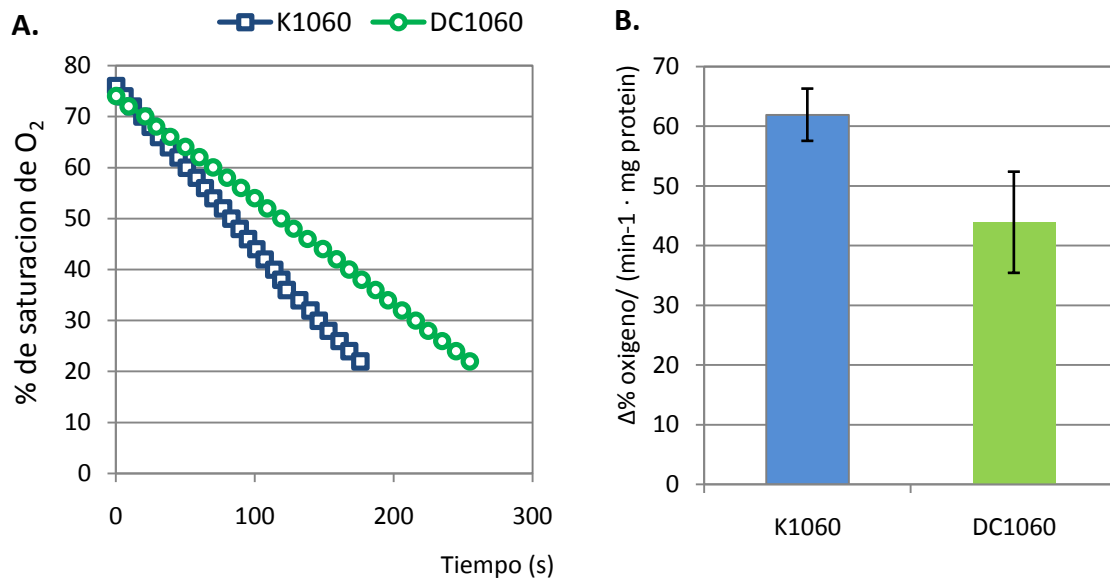 A.
K1060 DC1060
% de saturacion de O₂
80
70
60
50
40
30
20
10
0
0 100 200 300
Tiempo (s)
B.
Δ% oxigeno/ (min-1 · mg protein)
70
60
50
40
30
20
10
0
K1060 DC1060